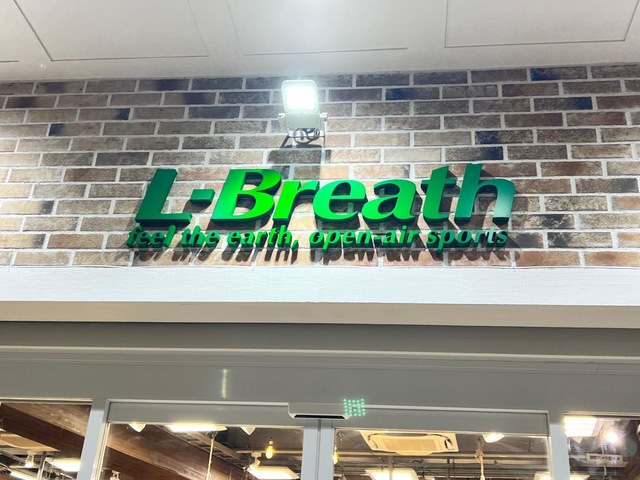 L-Breath
feel the earth, open-air sports